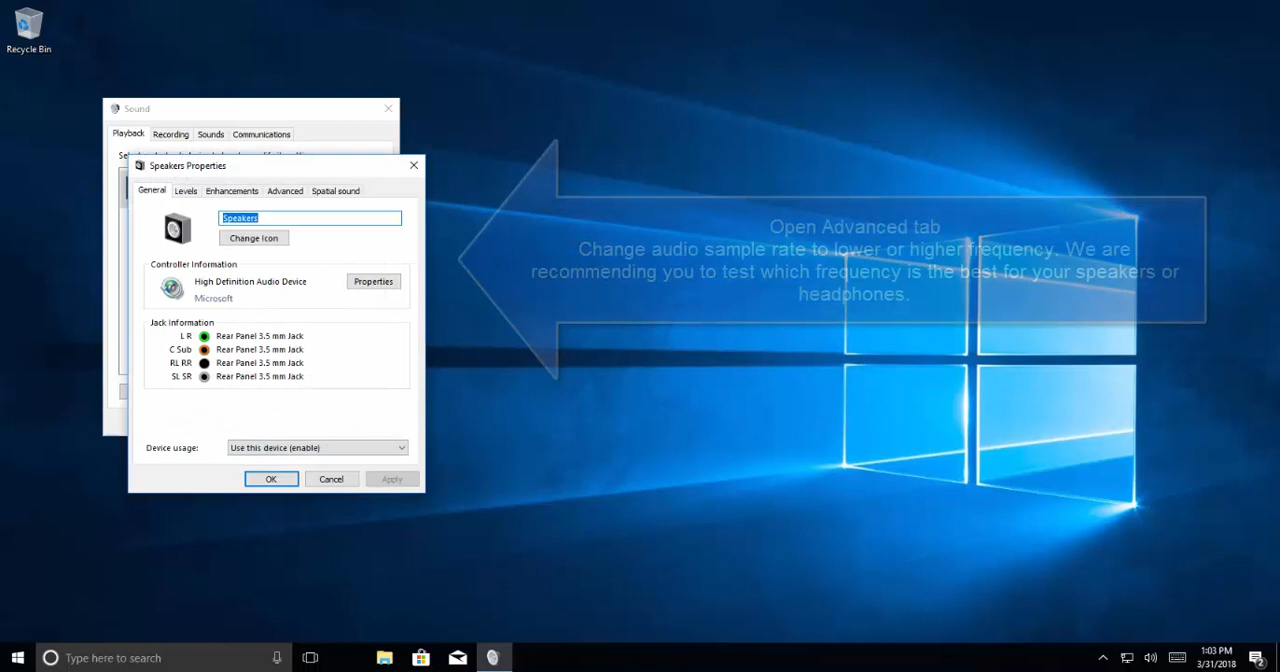 Recycle Bin
Sound
Playback Recording Sounds Communications
Speakers Properties
General Levels Enhancements Advanced Spatial sound
Speakers
Change Icon
Controller Information
High Definition Audio Device
Properties
Microsoft
Jack Information
L R Rear Panel 3.5 mm Jack
C Sub Rear Panel 3.5 mm Jack
RL RR Rear Panel 3.5 mm Jack
SL SR Rear Panel 3.5 mm Jack
Device usage: Use this device (enable)
OK Cancel Apply
Open Advanced tab
Change audio sample rate to lower or higher frequency. We are
recommending you to test which frequency is the best for your speakers or
headphones.
Type here to search
1:03 PM
3/31/2018
2